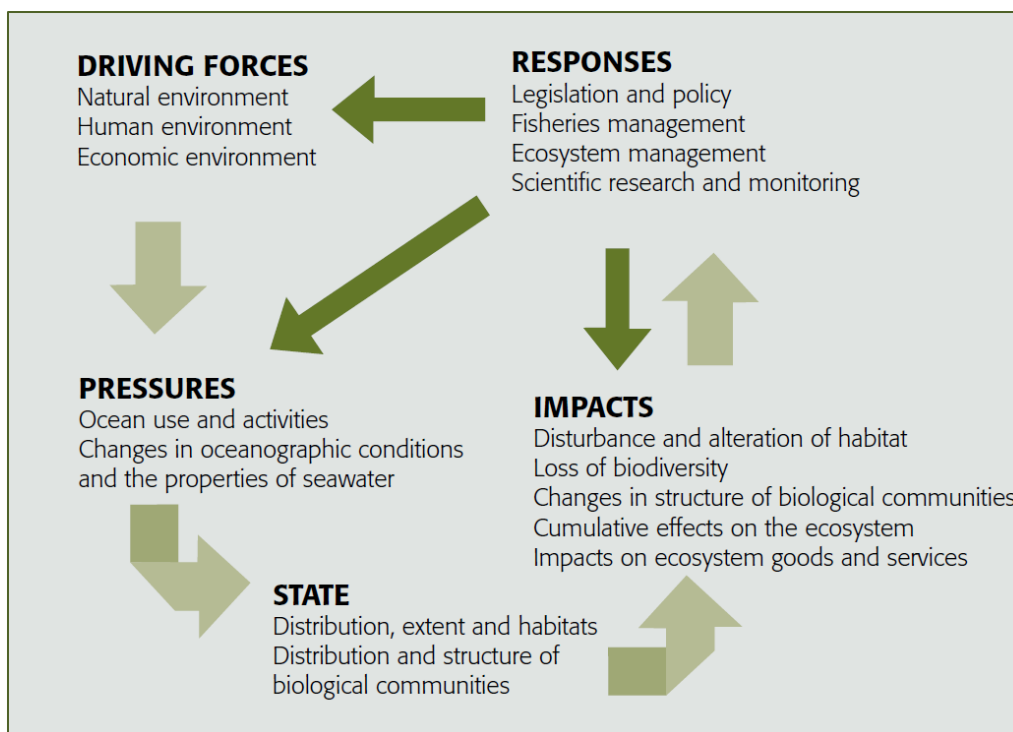 DRIVING FORCES
Natural environment
Human environment
Economic environment
RESPONSES
Legislation and policy
Fisheries management
Ecosystem management
Scientific research and monitoring
PRESSURES
Ocean use and activities
Changes in oceanographic conditions
and the properties of seawater
IMPACTS
Disturbance and alteration of habitat
Loss of biodiversity
Changes in structure of biological communities
Cumulative effects on the ecosystem
Impacts on ecosystem goods and services
STATE
Distribution, extent and habitats
Distribution and structure of
biological communities